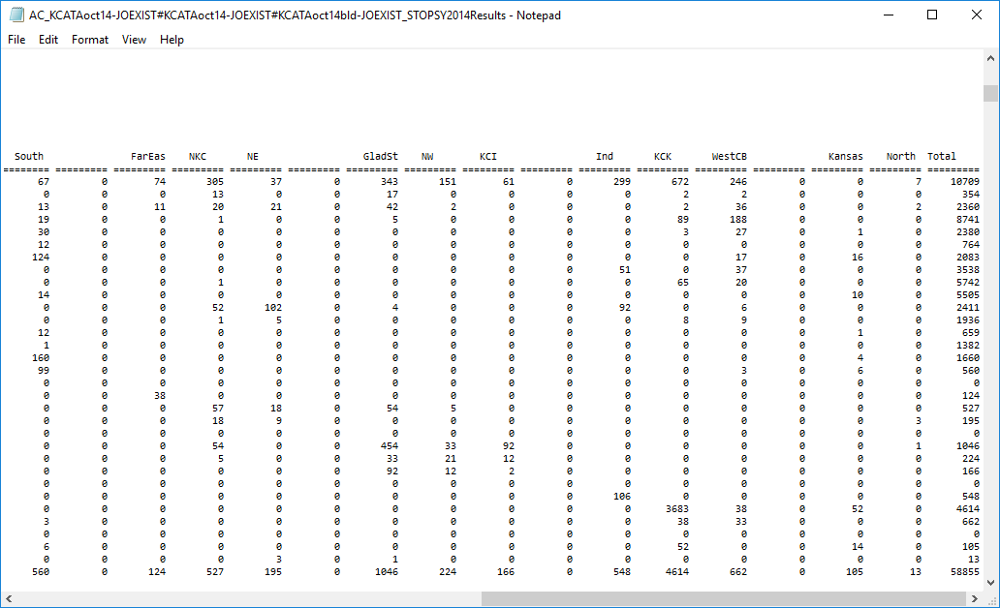 AC_KCATAoct14-JOEXIST#KCATAoct14-JOEXIST#KCATAoct14bld-JOEXIST_STOPSY2014Results - Notepad
File Edit Format View Help
South FarEas NKC NE GladSt NW KCI Ind KCK WestCB Kansas North Total
======== ========= ========= ========= ========= ========= ========= ========= ========= ========= ========= ========= ========= ========= ========= ========= =========
67 0 74 305 37 0 343 151 61 0 299 672 246 0 0 7 10709
0 0 0 13 0 0 17 0 0 0 0 2 2 0 0 0 354
13 0 11 20 21 0 42 2 0 0 0 2 36 0 0 2 2360
19 0 0 1 0 0 5 0 0 0 0 89 188 0 0 0 8741
30 0 0 0 0 0 0 0 0 0 0 3 27 0 1 0 2380
12 0 0 0 0 0 0 0 0 0 0 0 0 0 0 0 764
124 0 0 0 0 0 0 0 0 0 0 0 17 0 16 0 2083
0 0 0 0 0 0 0 0 0 0 51 0 37 0 0 0 3538
0 0 0 1 0 0 0 0 0 0 0 65 20 0 0 0 5742
14 0 0 0 0 0 0 0 0 0 0 0 0 0 10 0 5505
0 0 0 52 102 0 4 0 0 0 92 0 6 0 0 0 2411
0 0 0 1 5 0 0 0 0 0 0 8 9 0 0 0 1936
12 0 0 0 0 0 0 0 0 0 0 0 0 0 1 0 659
1 0 0 0 0 0 0 0 0 0 0 0 0 0 0 0 1382
160 0 0 0 0 0 0 0 0 0 0 0 0 0 4 0 1660
99 0 0 0 0 0 0 0 0 0 0 0 3 0 6 0 560
0 0 0 0 0 0 0 0 0 0 0 0 0 0 0 0 0
0 0 38 0 0 0 0 0 0 0 0 0 0 0 0 0 124
0 0 0 57 18 0 54 5 0 0 0 0 0 0 0 0 527
0 0 0 18 9 0 0 0 0 0 0 0 0 0 0 3 195
0 0 0 0 0 0 0 0 0 0 0 0 0 0 0 0 0
0 0 0 54 0 0 454 33 92 0 0 0 0 0 0 1 1046
0 0 0 5 0 0 33 21 12 0 0 0 0 0 0 0 224
0 0 0 0 0 0 92 12 2 0 0 0 0 0 0 0 166
0 0 0 0 0 0 0 0 0 0 0 0 0 0 0 0 0
0 0 0 0 0 0 0 0 0 0 106 0 0 0 0 0 548
0 0 0 0 0 0 0 0 0 0 0 3683 38 0 52 0 4614
3 0 0 0 0 0 0 0 0 0 0 38 33 0 0 0 662
0 0 0 0 0 0 0 0 0 0 0 0 0 0 0 0 0
6 0 0 0 0 0 0 0 0 0 0 52 0 0 14 0 105
0 0 0 0 3 0 1 0 0 0 0 0 0 0 0 0 13
560 0 124 527 195 0 1046 224 166 0 548 4614 662 0 105 13 58855